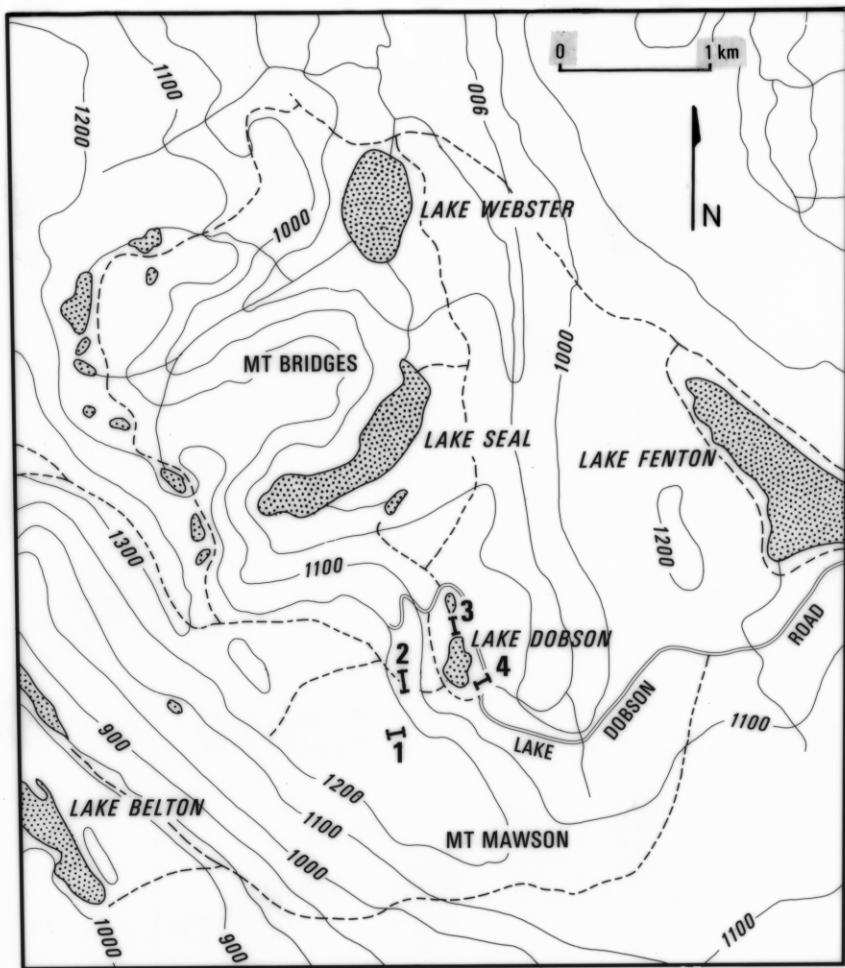 0 1 km
1100
1200
900
N
LAKE WEBSTER
1000
1000
MT BRIDGES
LAKE SEAL
LAKE FENTON
1200
1300
1100
3
LAKE DOBSON
2
4
ROAD
DOBSON
LAKE
1
1100
900
1200
LAKE BELTON
1100
MT MAWSON
1000
1000
900
1100